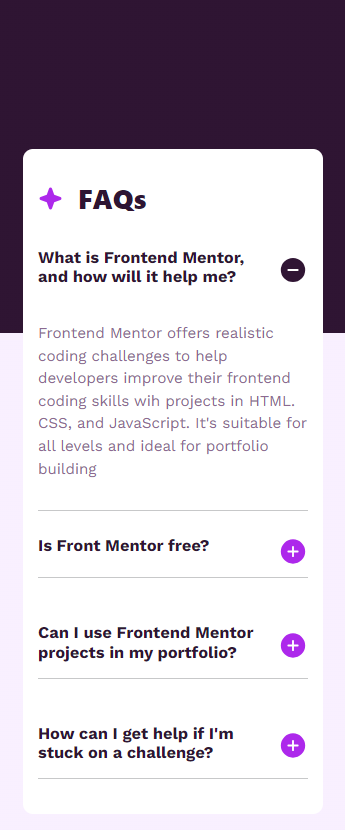 FAQs
What is Frontend Mentor,
and how will it help me?
Frontend Mentor offers realistic
coding challenges to help
developers improve their frontend
coding skills wih projects in HTML.
CSS, and JavaScript. It's suitable for
all levels and ideal for portfolio
building
Is Front Mentor free?
Can I use Frontend Mentor
projects in my portfolio?
How can I get help if I'm
stuck on a challenge?